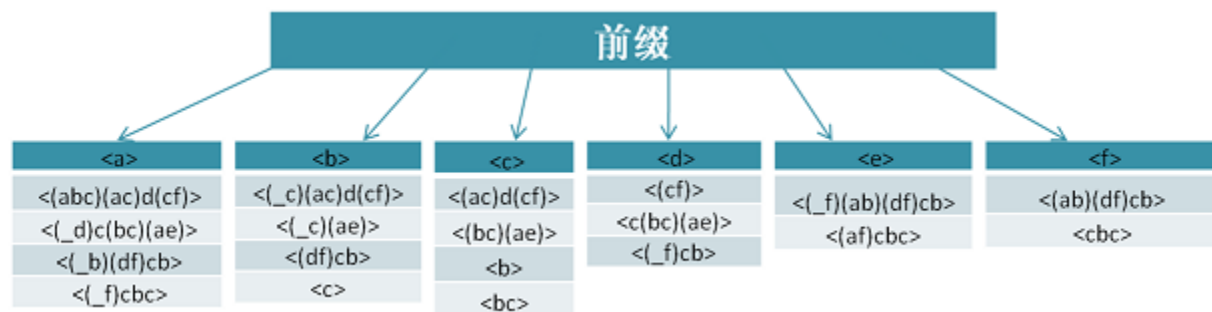 前缀
<a>
<(abc)(ac)d(cf)>
<(_d)c(bc)(ae)>
<(_b)(df)cb>
<(_f)cbc>
<b>
<(_c)(ac)d(cf)>
<(_c)(ae)>
<(df)cb>
<c>
<c>
<(ac)d(cf)>
<(bc)(ae)>
<b>
<bc>
<d>
<(cf)>
<c(bc)(ae)>
<(_f)cb>
<e>
<(_f)(ab)(df)cb>
<(af)cbc>
<f>
<(ab)(df)cb>
<cbc>